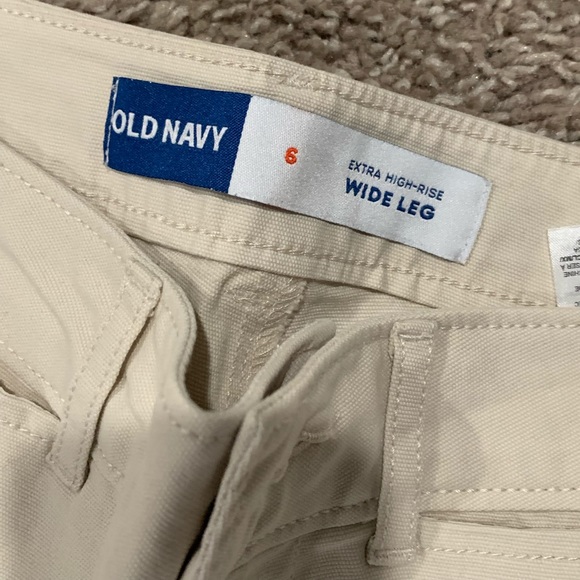 OLD NAVY
6
EXTRA HIGH-RISE
WIDE LEG